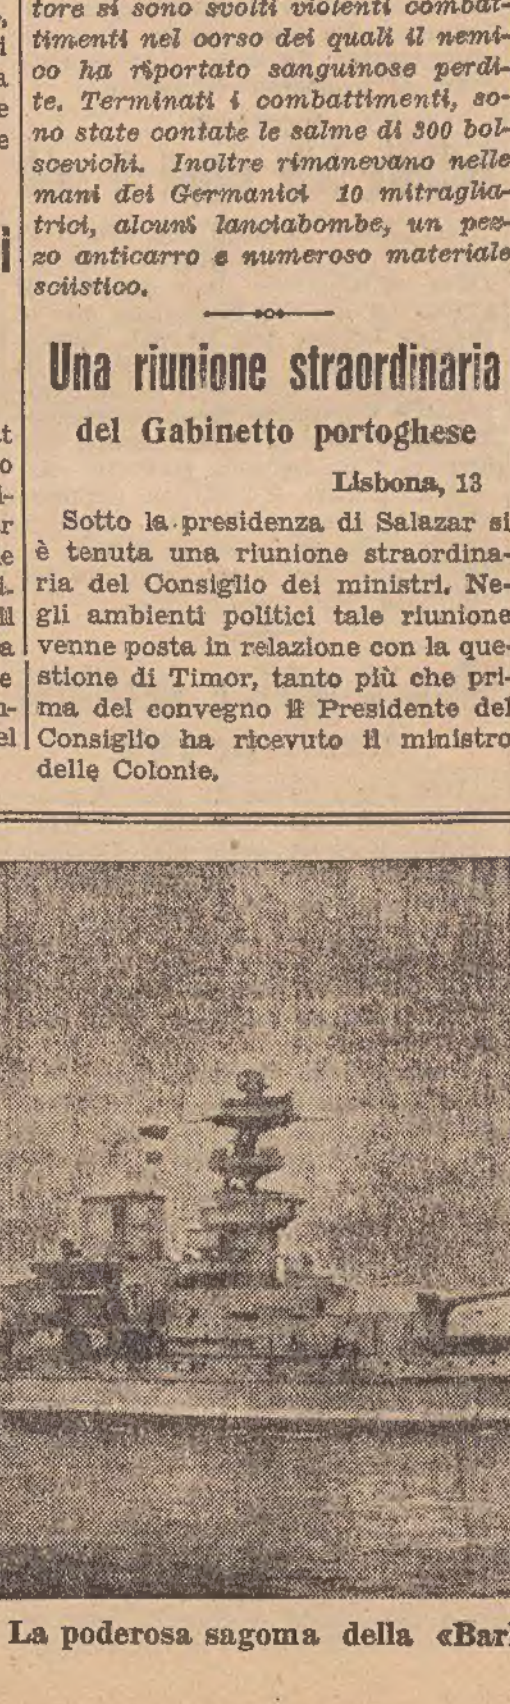 tore si sono svolti violenti combat-
timenti nel corso dei quali il nemi-
co ha riportato sanguinose perdi-
te. Terminati i combattimenti, so-
no state contate le salme di 300 bol-
scevichi. Inoltre rimanevano nelle
mani dei Germanici 10 mitraglia-
trici, alcuni lanciabombe, un pez-
zo anticarro e numeroso materiale
sciistico.
Una riunione straordinaria
del Gabinetto portoghese
Lisbona, 13
Sotto la presidenza di Salazar si
è tenuta una riunione straordina-
ria del Consiglio dei ministri. Ne-
gli ambienti politici tale riunione
venne posta in relazione con la que-
stione di Timor, tanto più che pri-
ma del convegno il Presidente del
Consiglio ha ricevuto il ministro
delle Colonie.
La poderosa sagoma della «Bar